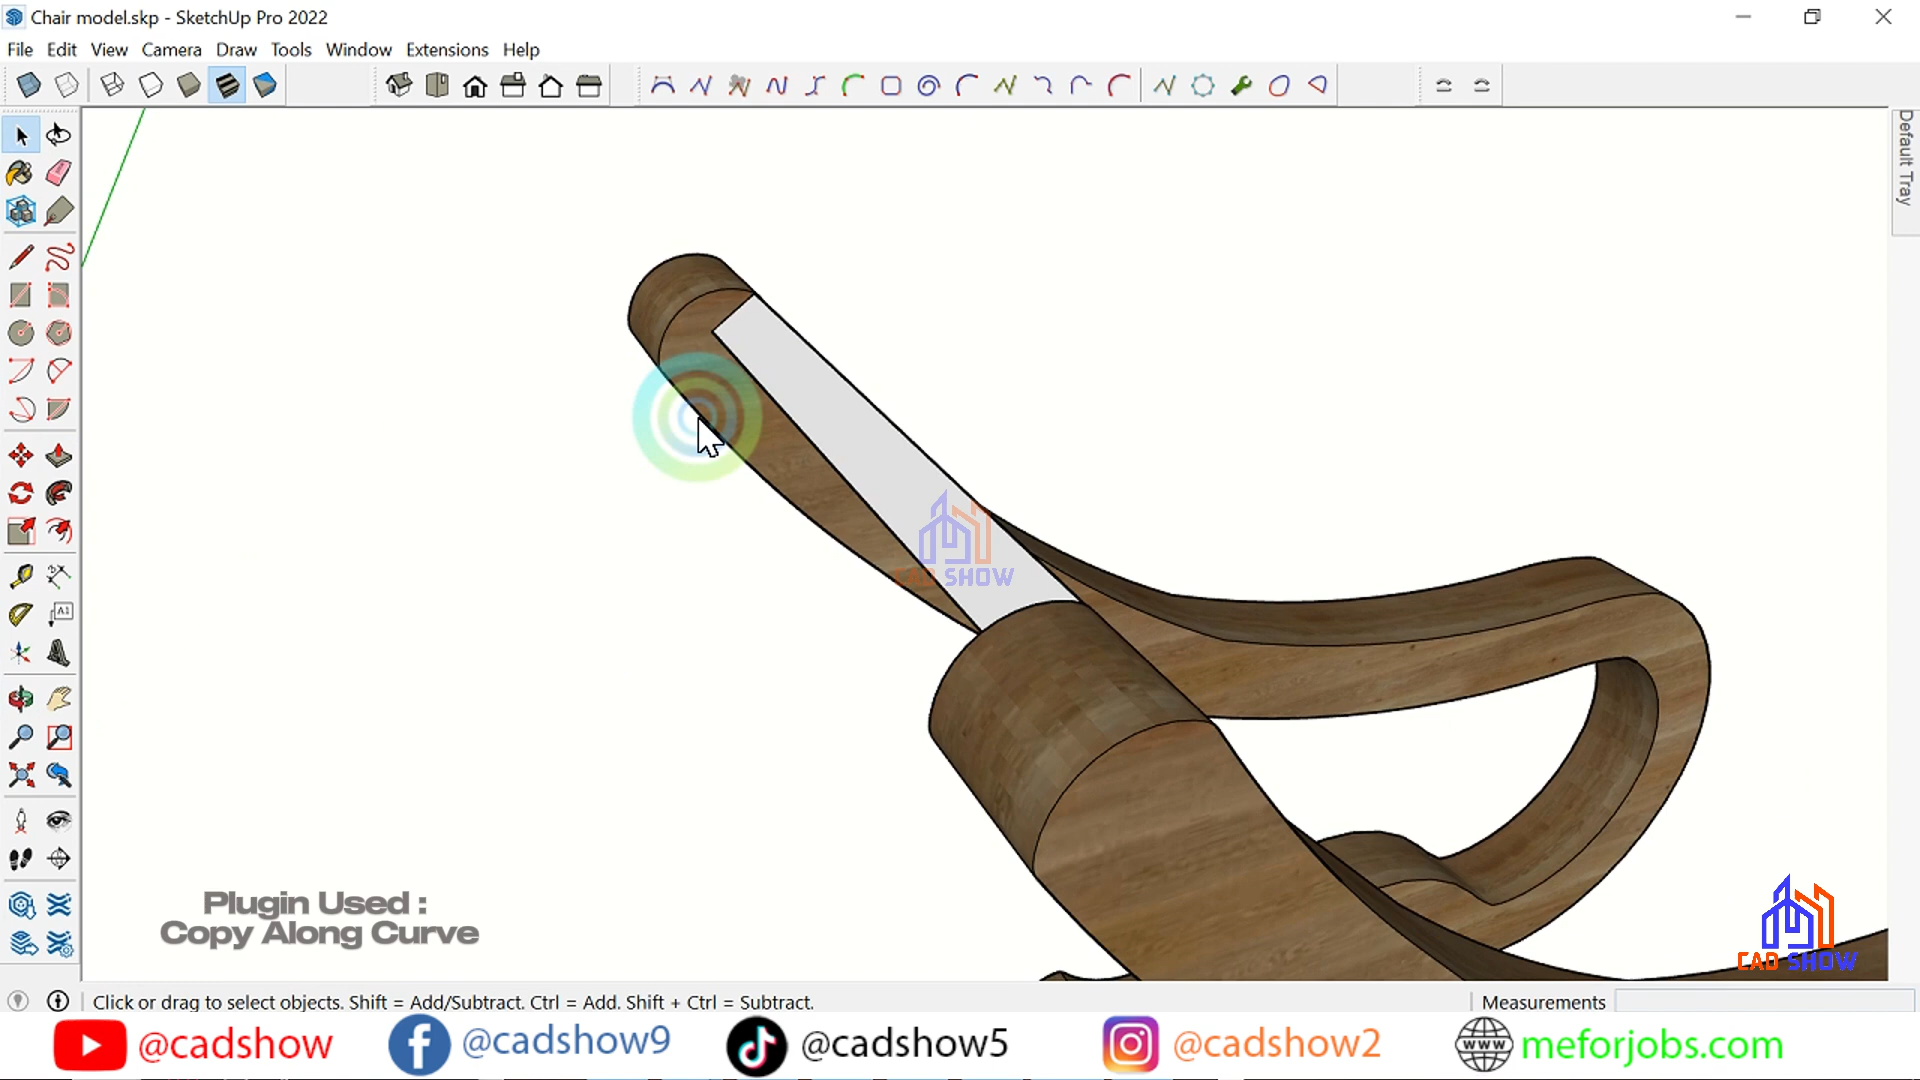 Chair model.skp - SketchUp Pro 2022
File Edit View Camera Draw Tools Window Extensions Help
Default Tray
A1
CAD SHOW
Plugin Used :
Copy Along Curve
CAD SHOW
Click or drag to select objects. Shift = Add/Subtract. Ctrl = Add. Shift + Ctrl = Subtract.
Measurements
@cadshow
@cadshow9
@cadshow5
@cadshow2
www
meforjobs.com